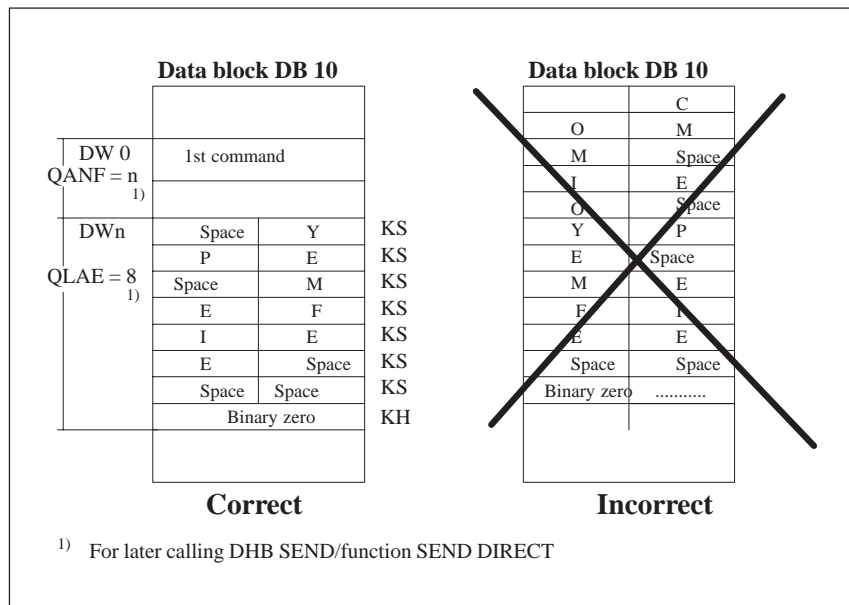 Data block DB 10
DW 0
QANF = n
1)
1st command
DWn
QLAE = 8
1)
Space Y KS
P E KS
Space M KS
E F KS
I E KS
E Space KS
Space Space KS
Binary zero KH
Correct
Data block DB 10
C
O M
M Space
I E
O Space
Y P
E Space
M E
F I
E E
Space Space
Binary zero ...........
Incorrect
1) For later calling DHB SEND/function SEND DIRECT